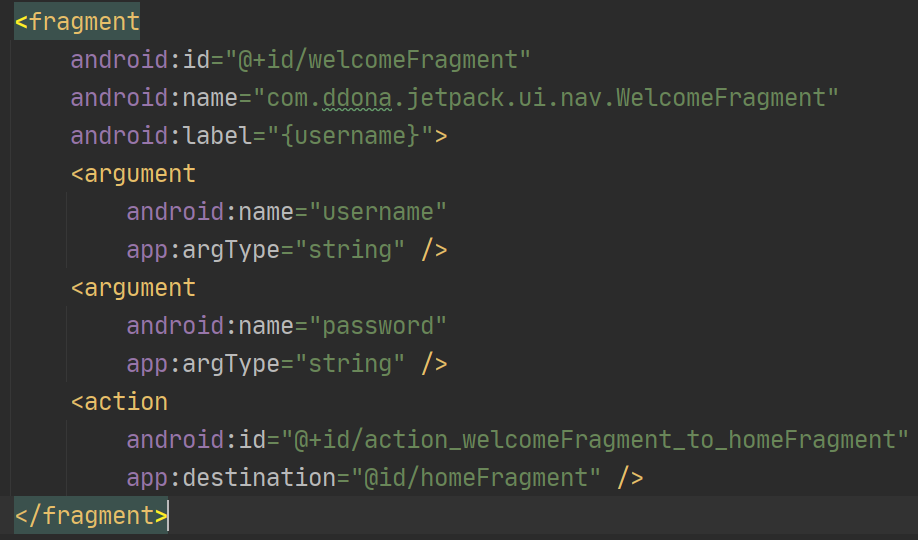 <fragment
android:id="@+id/welcomeFragment"
android:name="com.ddona.jetpack.ui.nav.WelcomeFragment"
android:label="{username}">
<argument
android:name="username"
app:argType="string" />
<argument
android:name="password"
app:argType="string" />
<action
android:id="@+id/action_welcomeFragment_to_homeFragment"
app:destination="@id/homeFragment" />
</fragment>